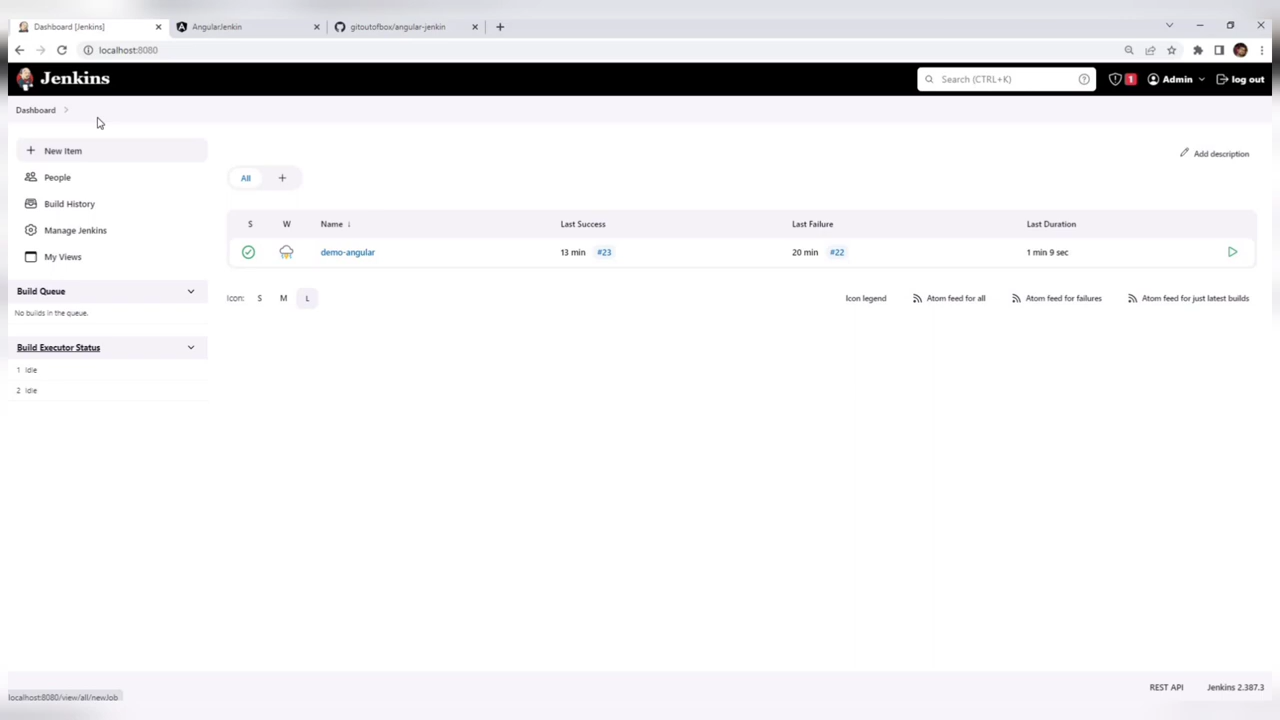 Dashboard [Jenkins]
AngularJenkin
gitoutofbox/angular-jenkin
localhost:8080
Jenkins
Search (CTRL+K)
1
Admin
log out
Dashboard
New Item
Add description
People
All
+
Build History
S W Name ↓ Last Success Last Failure Last Duration
Manage Jenkins
demo-angular 13 min #23 20 min #22 1 min 9 sec
My Views
Build Queue
Icon: S M L
Icon legend
Atom feed for all
Atom feed for failures
Atom feed for just latest builds
No builds in the queue.
Build Executor Status
1 Idle
2 Idle
REST API
Jenkins 2.387.3
localhost:8080/view/all/newJob